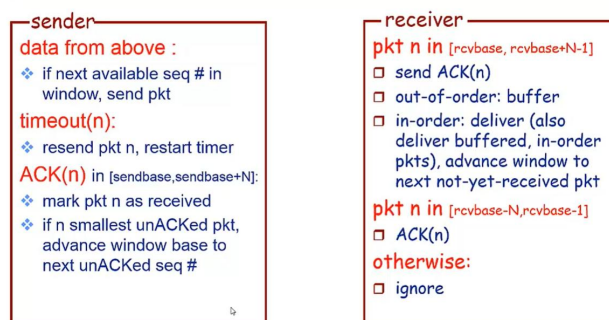 sender
data from above :
❖ if next available seq # in
window, send pkt
timeout(n):
❖ resend pkt n, restart timer
ACK(n) in [sendbase,sendbase+N]:
❖ mark pkt n as received
❖ if n smallest unACKed pkt,
advance window base to
next unACKed seq #
receiver
pkt n in [rcvbase, rcvbase+N-1]
❒ send ACK(n)
❒ out-of-order: buffer
❒ in-order: deliver (also
deliver buffered, in-order
pkts), advance window to
next not-yet-received pkt
pkt n in [rcvbase-N,rcvbase-1]
❒ ACK(n)
otherwise:
❒ ignore